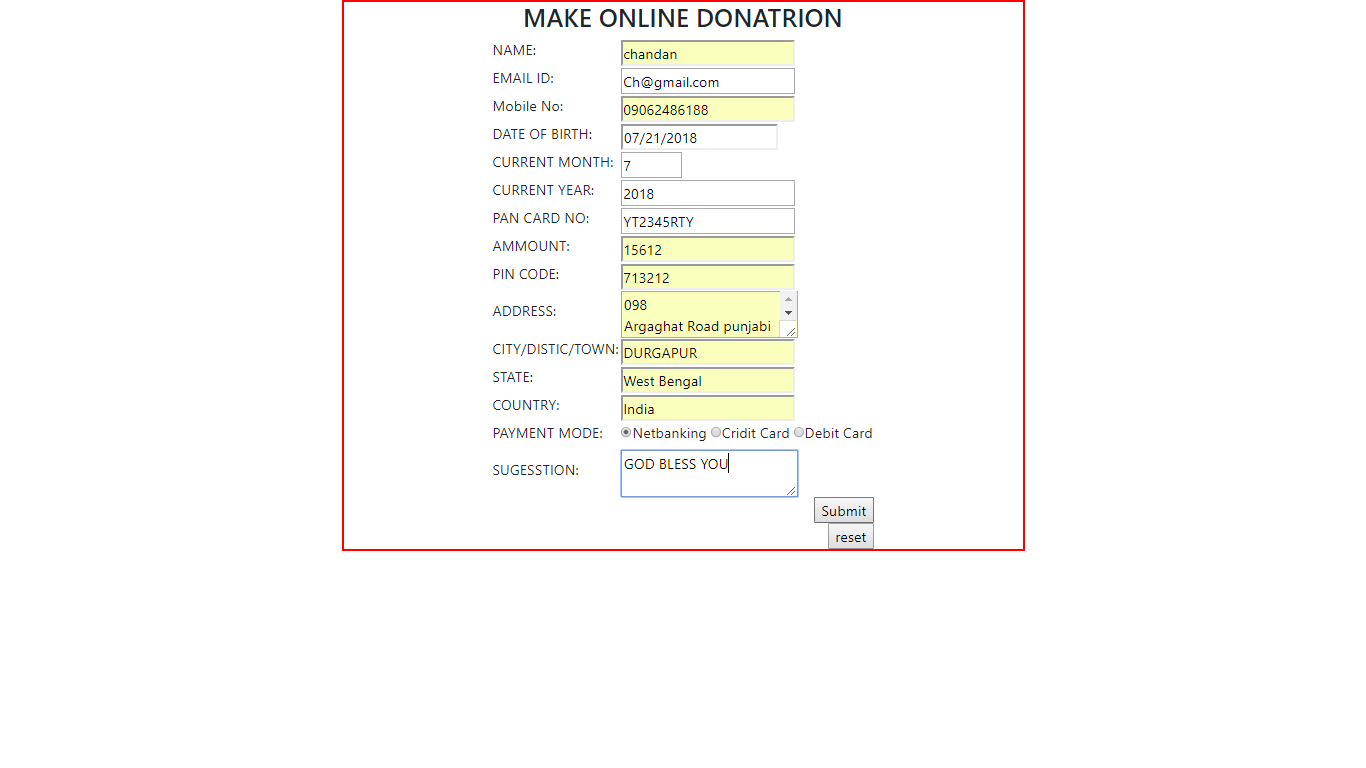 MAKE ONLINE DONATRION
NAME: chandan
EMAIL ID: Ch@gmail.com
Mobile No: 09062486188
DATE OF BIRTH: 07/21/2018
CURRENT MONTH: 7
CURRENT YEAR: 2018
PAN CARD NO: YT2345RTY
AMMOUNT: 15612
PIN CODE: 713212
ADDRESS: 098
Argaghat Road punjabi
CITY/DISTIC/TOWN: DURGAPUR
STATE: West Bengal
COUNTRY: India
PAYMENT MODE: Netbanking Cridit Card Debit Card
SUGESSTION: GOD BLESS YOU
Submit
reset